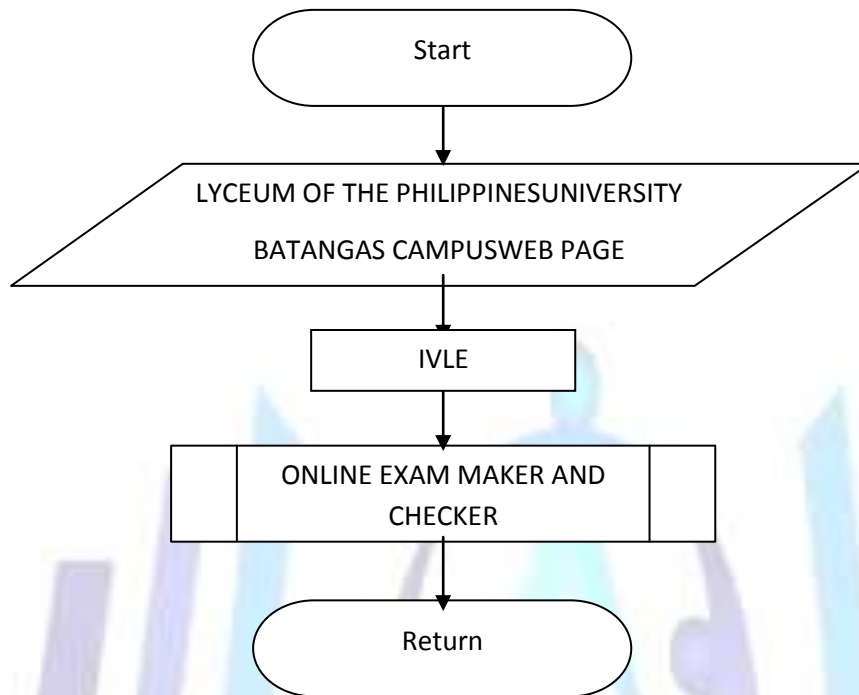 Start
LYCEUM OF THE PHILIPPINESUNIVERSITY
BATANGAS CAMPUSWEB PAGE
IVLE
ONLINE EXAM MAKER AND
CHECKER
Return